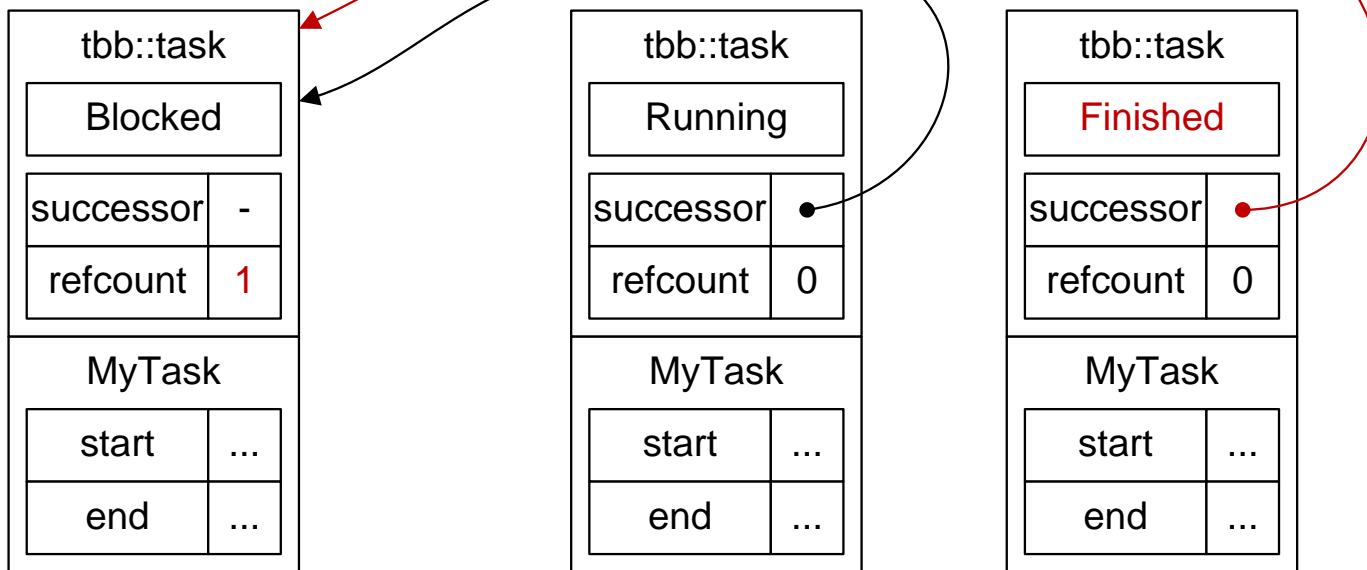 tbb::task
Blocked
successor -
refcount 1
MyTask
start ...
end ...
tbb::task
Running
successor
refcount 0
MyTask
start ...
end ...
tbb::task
Finished
successor
refcount 0
MyTask
start ...
end ...